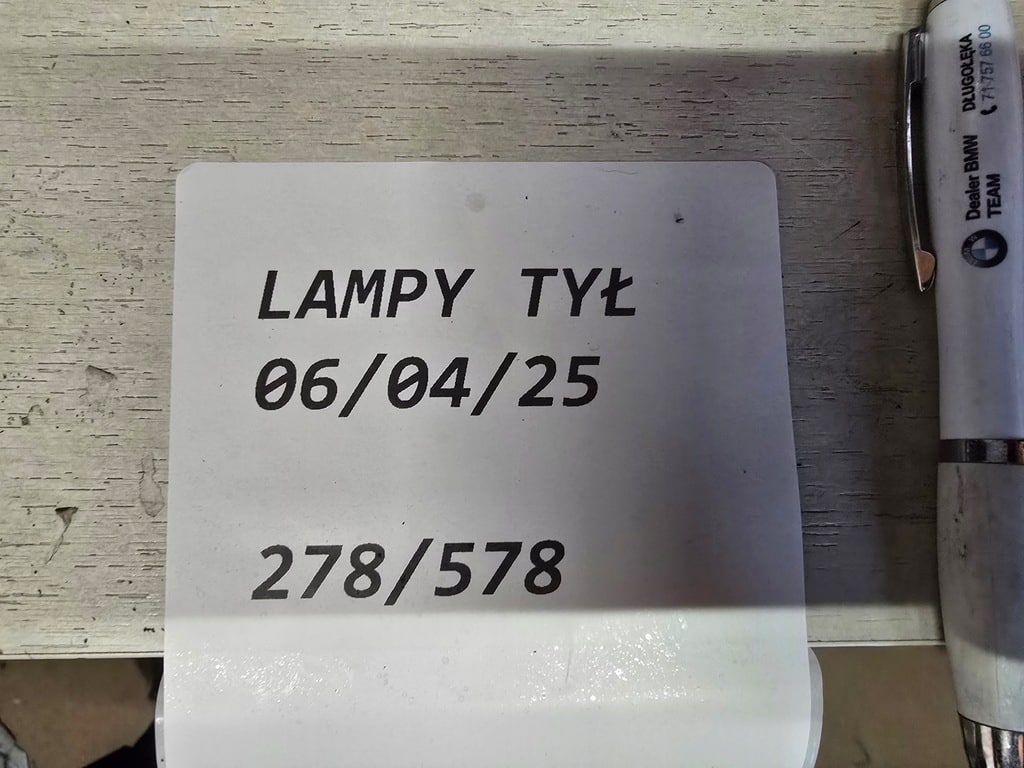 LAMPY TYŁ
06/04/25
278/578
Dealer BMW DŁUGOŁĘKA
TEAM 71 757 66 00